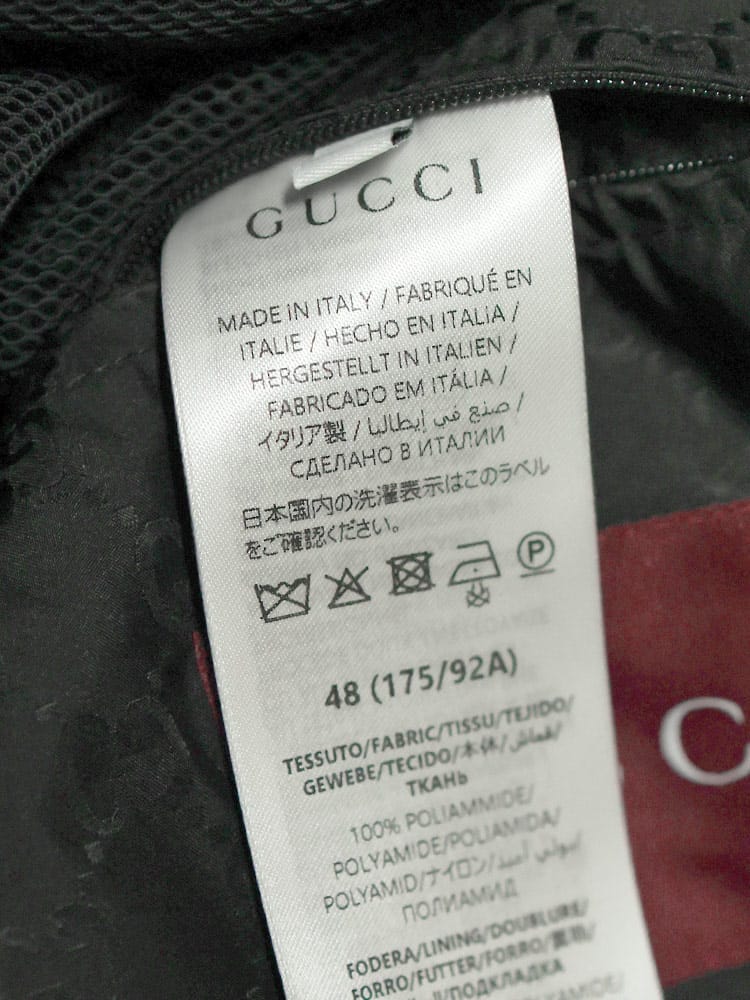 GUCCI
MADE IN ITALY / FABRIQUÉ EN
ITALIE / HECHO EN ITALIA /
HERGESTELLT IN ITALIEN /
FABRICADO EM ITÁLIA /
イタリア製 / صنع في إيطاليا /
СДЕЛАНО В ИТАЛИИ
日本国内の洗濯表示はこのラベル
をご確認ください。
P
48 (175/92A)
TESSUTO/FABRIC/TISSU/TEJIDO/
GEWEBE/TECIDO/本体/قماش/
ТКАНЬ
100% POLIAMMIDE/
POLYAMIDE/POLIAMIDA/
POLYAMID/ナイロン/بولي أميد/
ПОЛИАМИД
FODERA/LINING/DOUBLURE/
FORRO/FUTTER/FORRO/裏地/
ПОДКЛАДКА
C